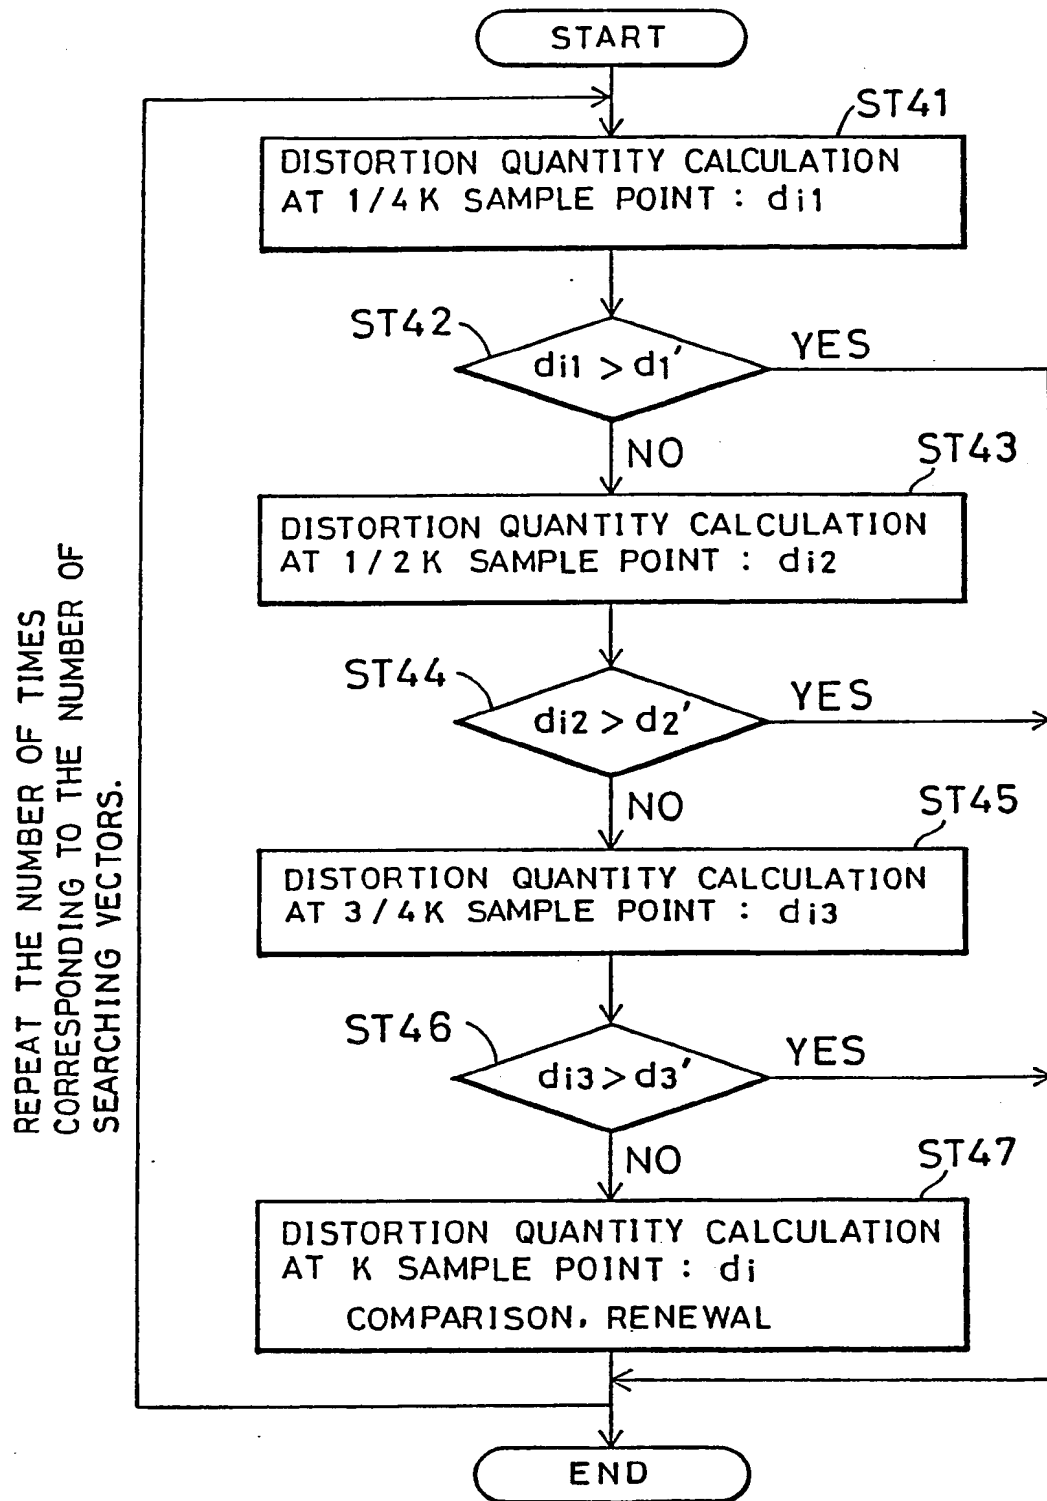 START
ST41
DISTORTION QUANTITY CALCULATION
AT 1/4 K SAMPLE POINT : di1
ST42
di1 > d1'
YES
NO
ST43
DISTORTION QUANTITY CALCULATION
AT 1/2 K SAMPLE POINT : di2
ST44
di2 > d2'
YES
NO
ST45
DISTORTION QUANTITY CALCULATION
AT 3/4 K SAMPLE POINT : di3
ST46
di3 > d3'
YES
NO
ST47
DISTORTION QUANTITY CALCULATION
AT K SAMPLE POINT : di
COMPARISON, RENEWAL
END
REPEAT THE NUMBER OF TIMES
CORRESPONDING TO THE NUMBER OF
SEARCHING VECTORS.